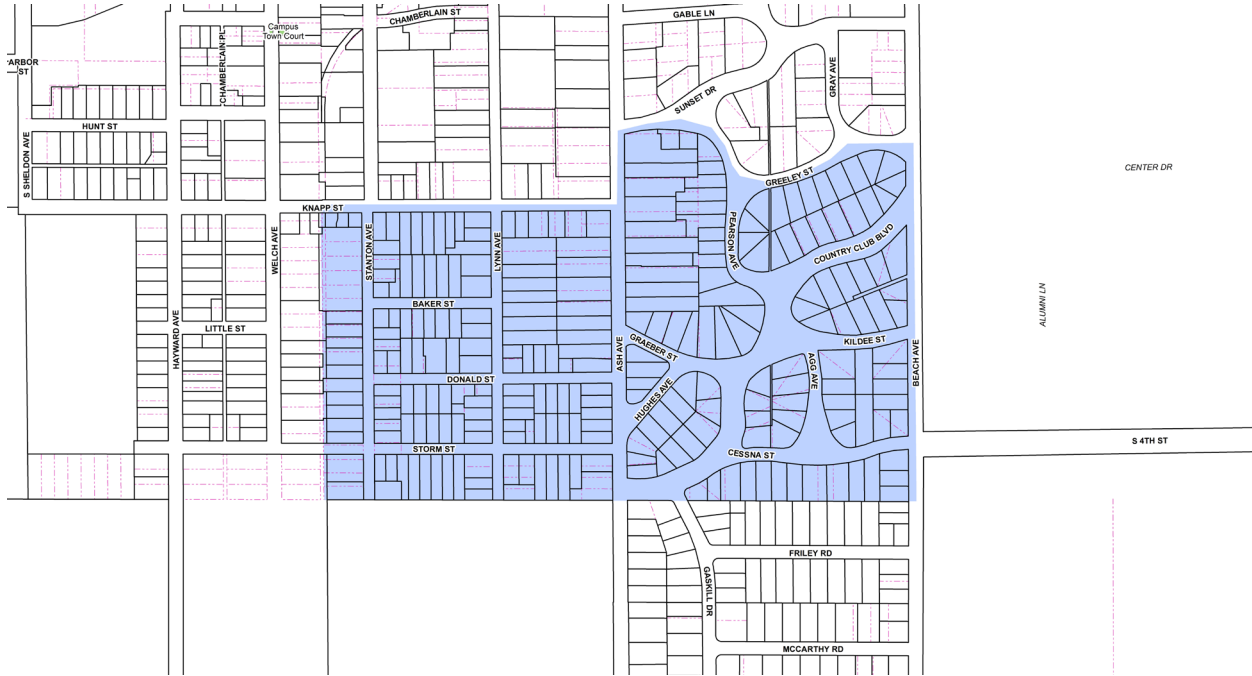 CHAMBERLAIN ST
GABLE LN
Campus
Town Court
CHAMBERLAIN PL
ARBOR
ST
GRAY AVE
SUNSET DR
HUNT ST
S SHELDON AVE
CENTER DR
GREELEY ST
KNAPP ST
PEARSON AVE
COUNTRY CLUB BLVD
WELCH AVE
STANTON AVE
LYNN AVE
ALUMNI LN
BAKER ST
LITTLE ST
HAYWARD AVE
ASH AVE
GRAEBER ST
KILDEE ST
BEACH AVE
AGG AVE
DONALD ST
HUGHES AVE
S 4TH ST
STORM ST
CESSNA ST
FRILEY RD
GASKILL DR
MCCARTHY RD